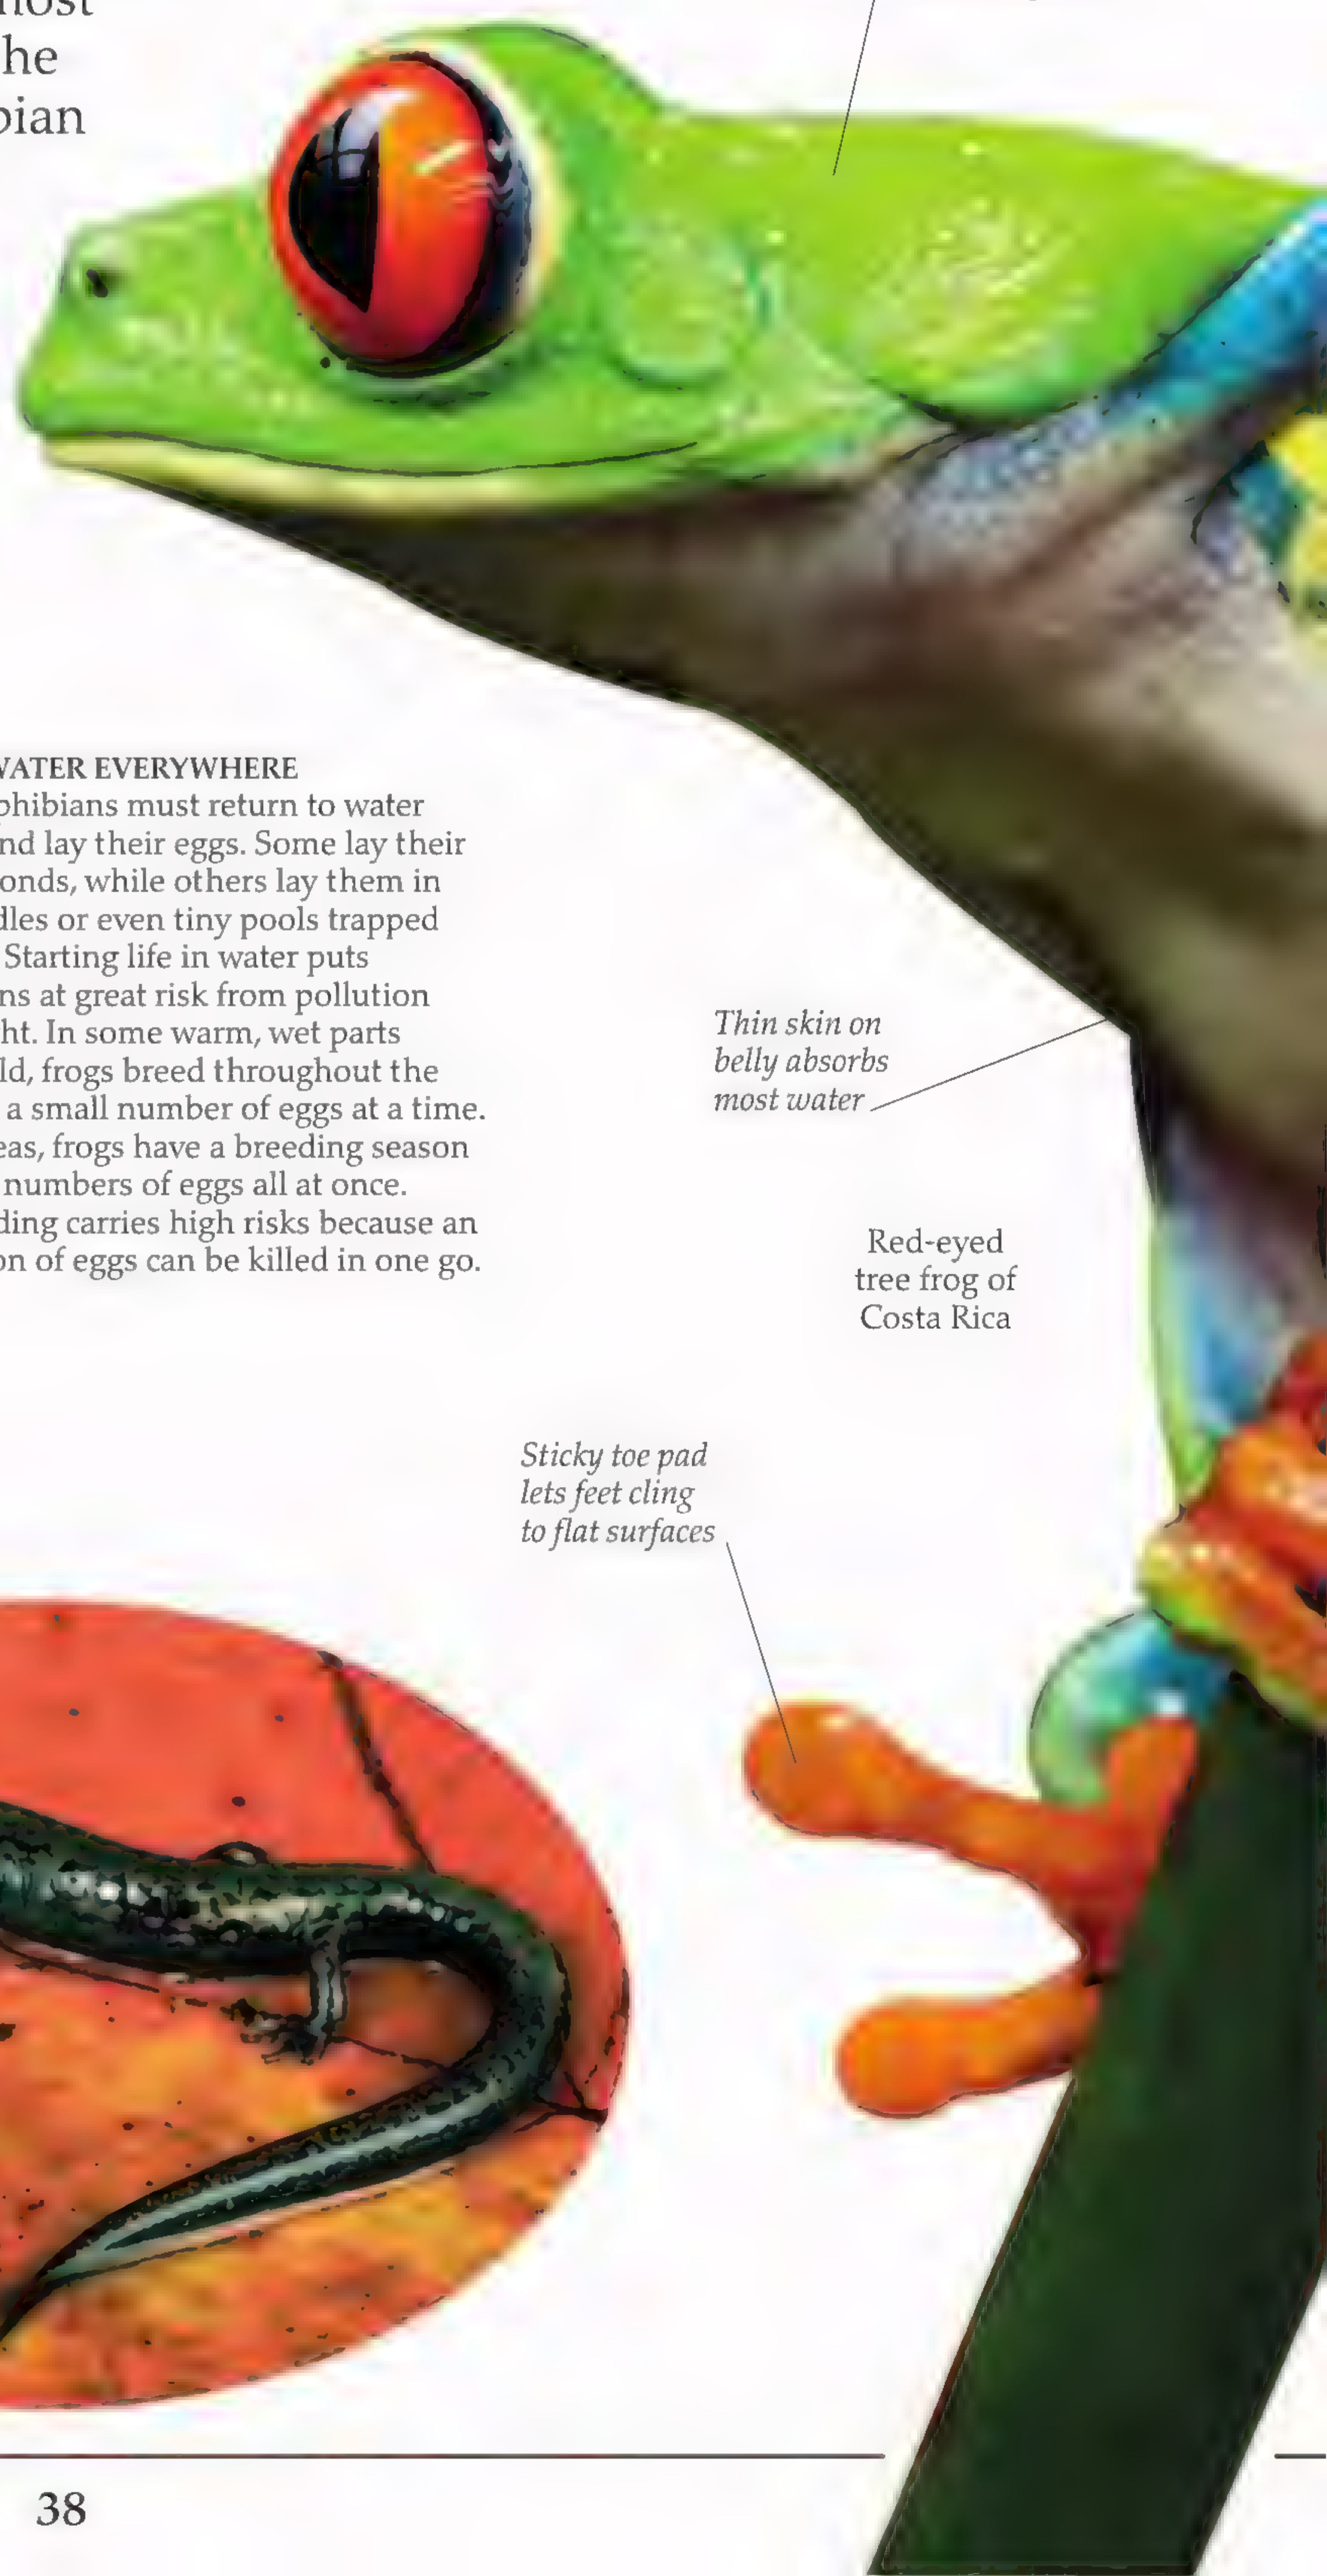 most
he
bian
WATER EVERYWHERE
phibians must return to water
nd lay their eggs. Some lay their
onds, while others lay them in
dles or even tiny pools trapped
Starting life in water puts
ns at great risk from pollution
ht. In some warm, wet parts
ld, frogs breed throughout the
a small number of eggs at a time.
eas, frogs have a breeding season
numbers of eggs all at once.
ding carries high risks because an
on of eggs can be killed in one go.
Thin skin on
belly absorbs
most water
Red-eyed
tree frog of
Costa Rica
Sticky toe pad
lets feet cling
to flat surfaces
38